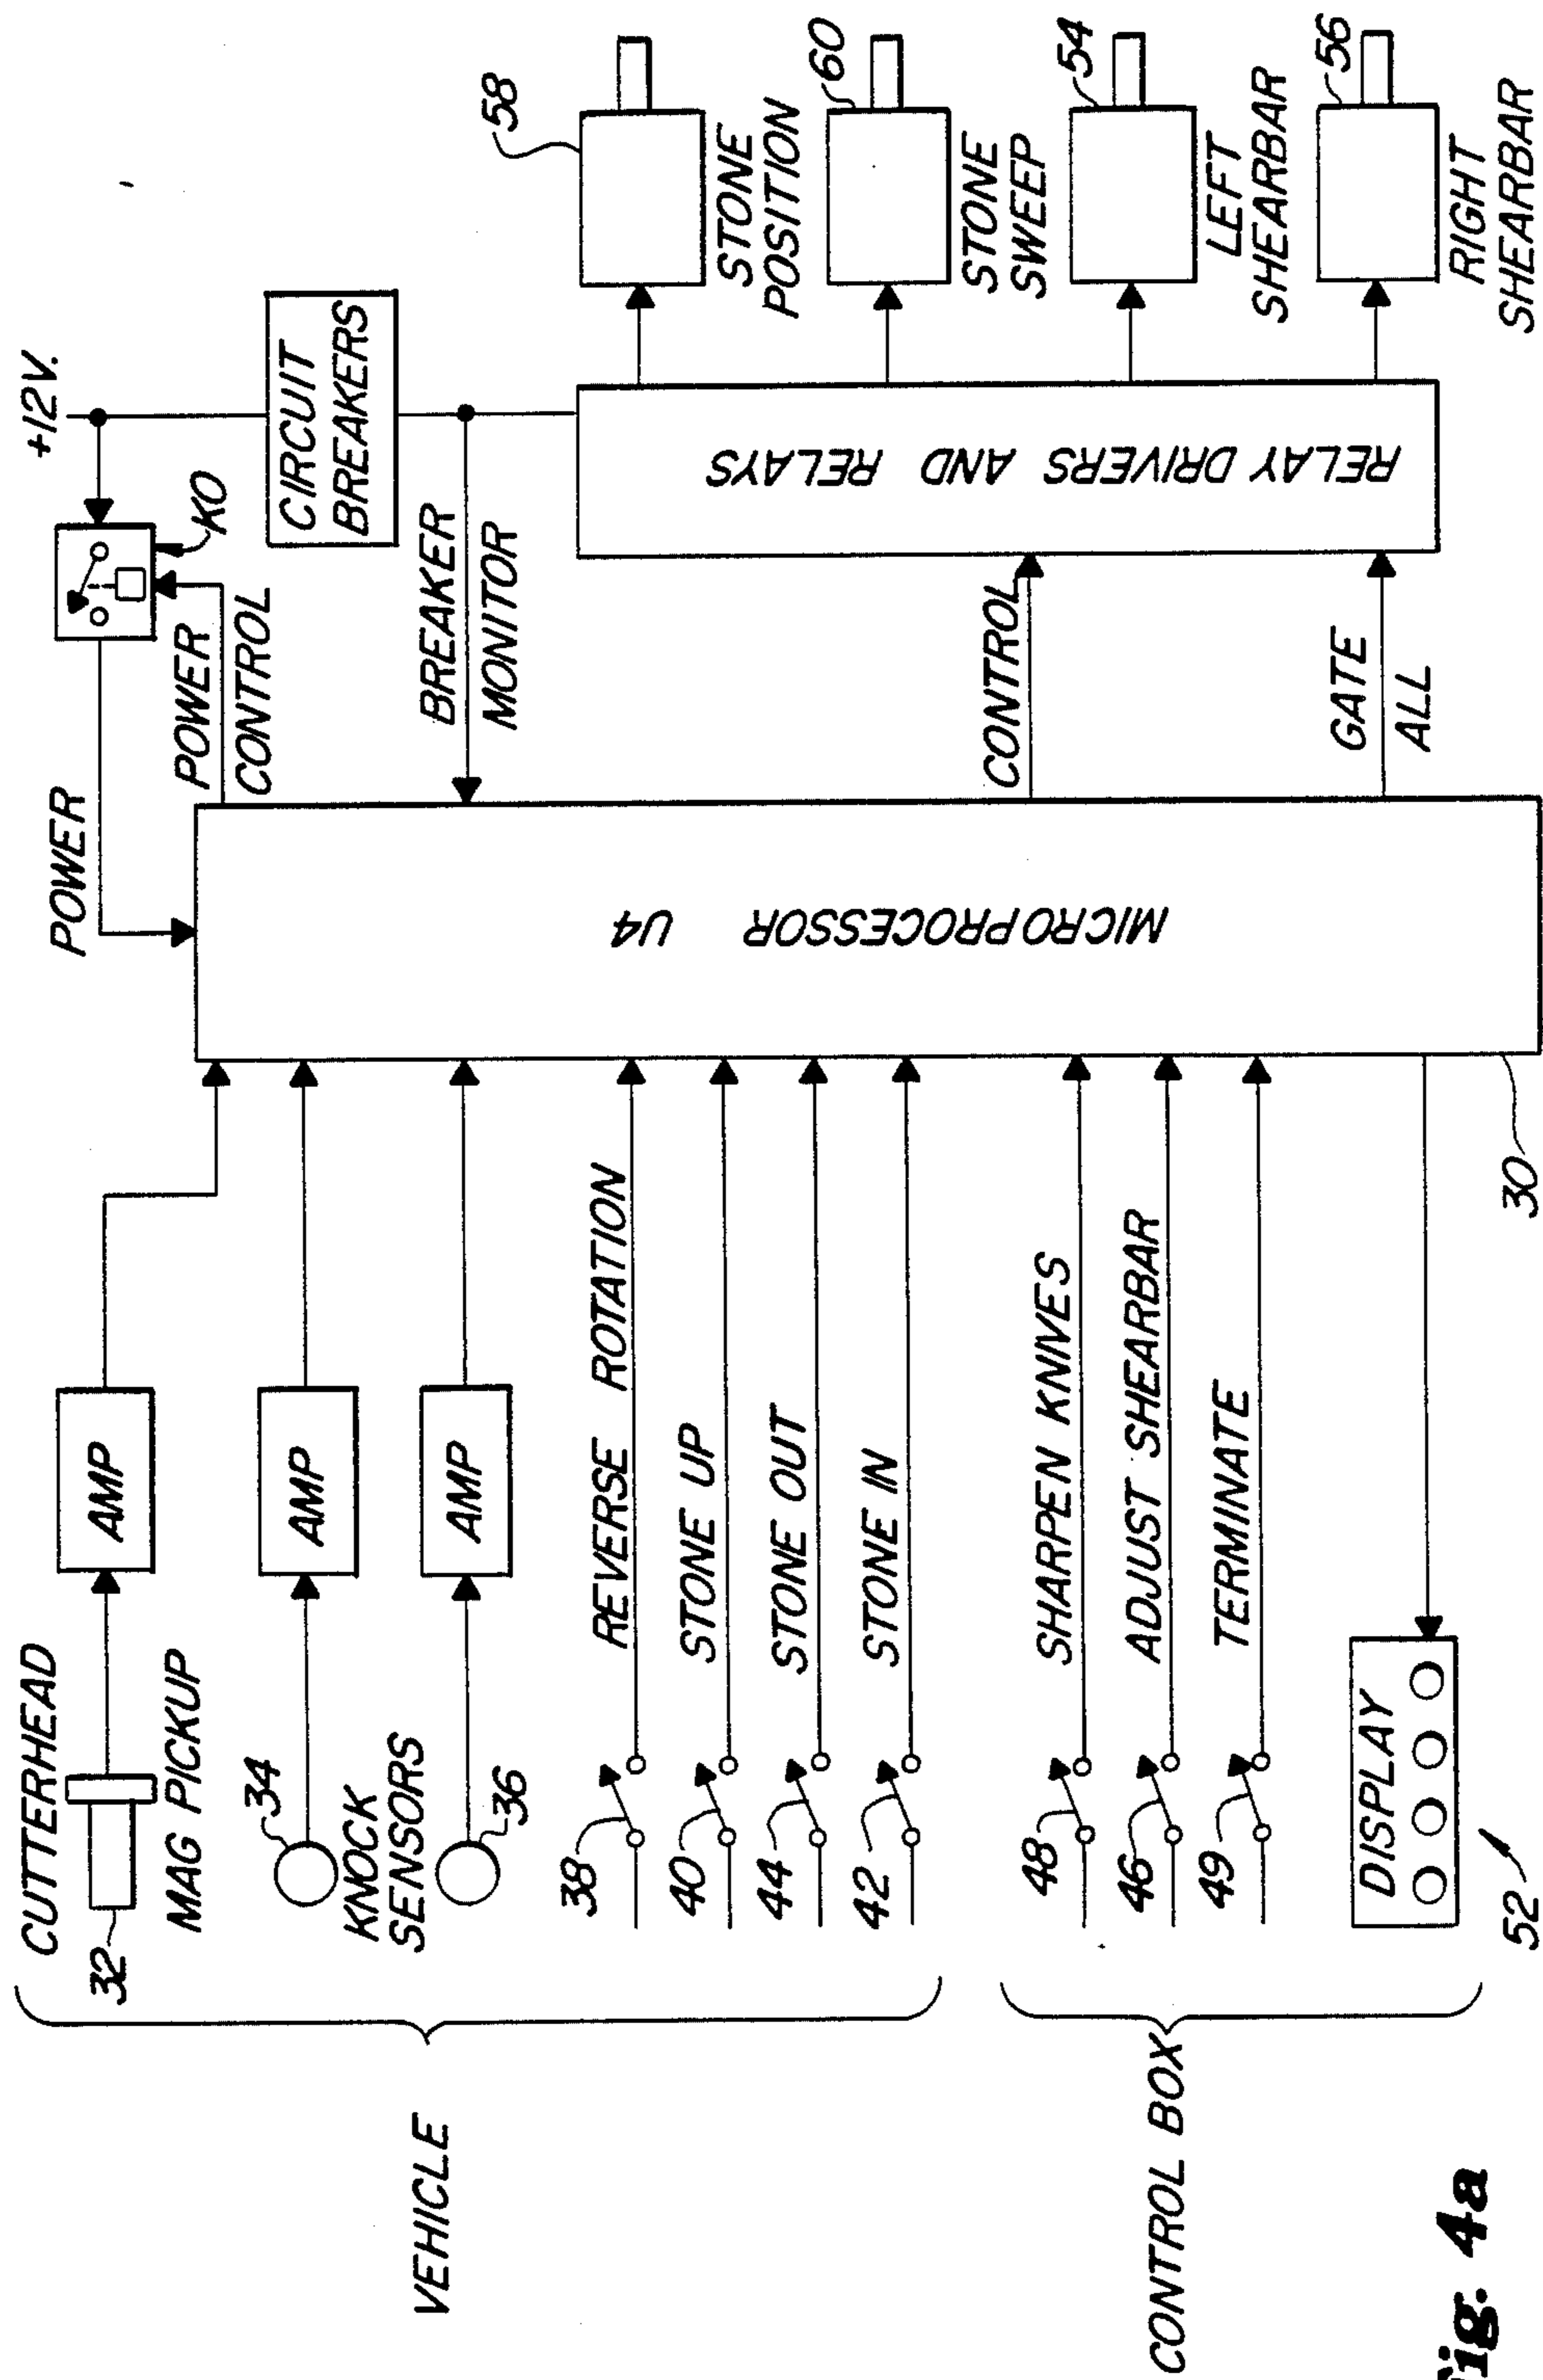 +12V.
POWER
KO
POWER
CONTROL
CIRCUIT
BREAKERS
BREAKER
MONITOR
CUTTERHEAD
32
MAG PICKUP
AMP
34
KNOCK
SENSORS
36
AMP
AMP
VEHICLE
38
REVERSE ROTATION
40
STONE UP
44
STONE OUT
42
STONE IN
CONTROL BOX
48
SHARPEN KNIVES
46
ADJUST SHEARBAR
49
TERMINATE
DISPLAY
52
MICROPROCESSOR U4
30
CONTROL
GATE
ALL
RELAY DRIVERS AND RELAYS
58
STONE
POSITION
60
STONE
SWEEP
54
LEFT
SHEARBAR
56
RIGHT
SHEARBAR
Fig. 4a